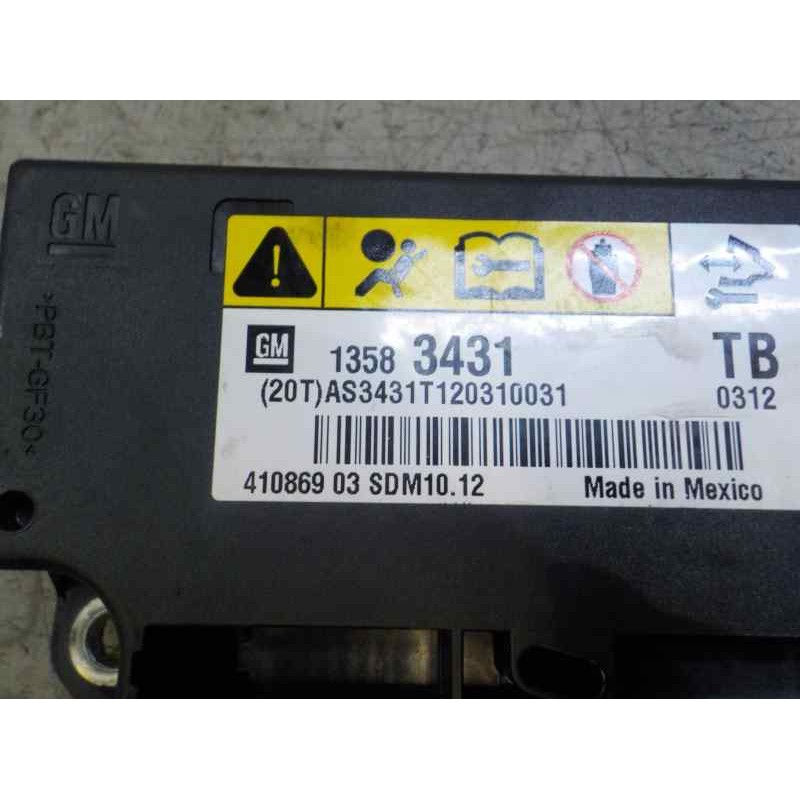 GM
*PBT-GF30*
GM 1358 3431 TB
(20T)AS3431T120310031 0312
410869 03 SDM10.12 Made in Mexico